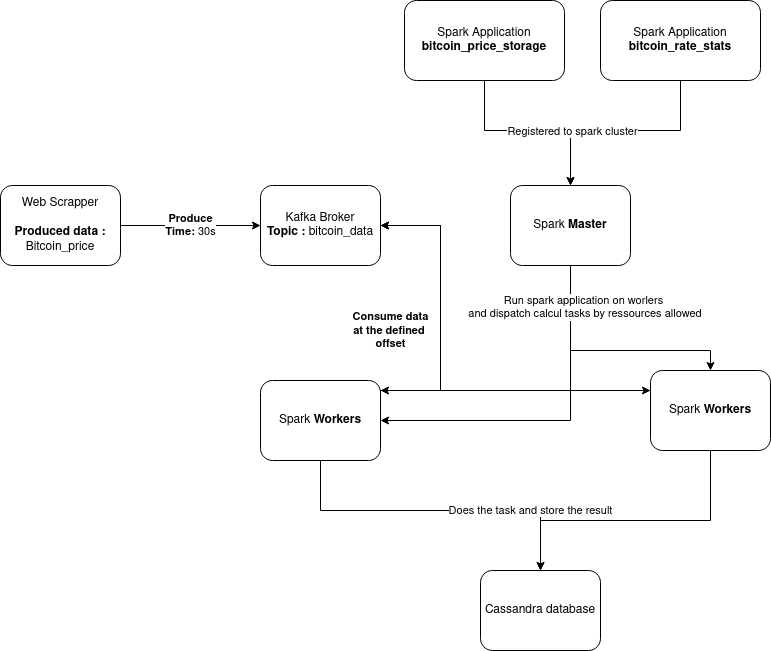 Spark Application
bitcoin_price_storage
Spark Application
bitcoin_rate_stats
Registered to spark cluster
Web Scrapper
Produced data :
Bitcoin_price
Produce
Time: 30s
Kafka Broker
Topic : bitcoin_data
Spark Master
Run spark application on worlers
and dispatch calcul tasks by ressources allowed
Consume data
at the defined
offset
Spark Workers
Spark Workers
Does the task and store the result
Cassandra database